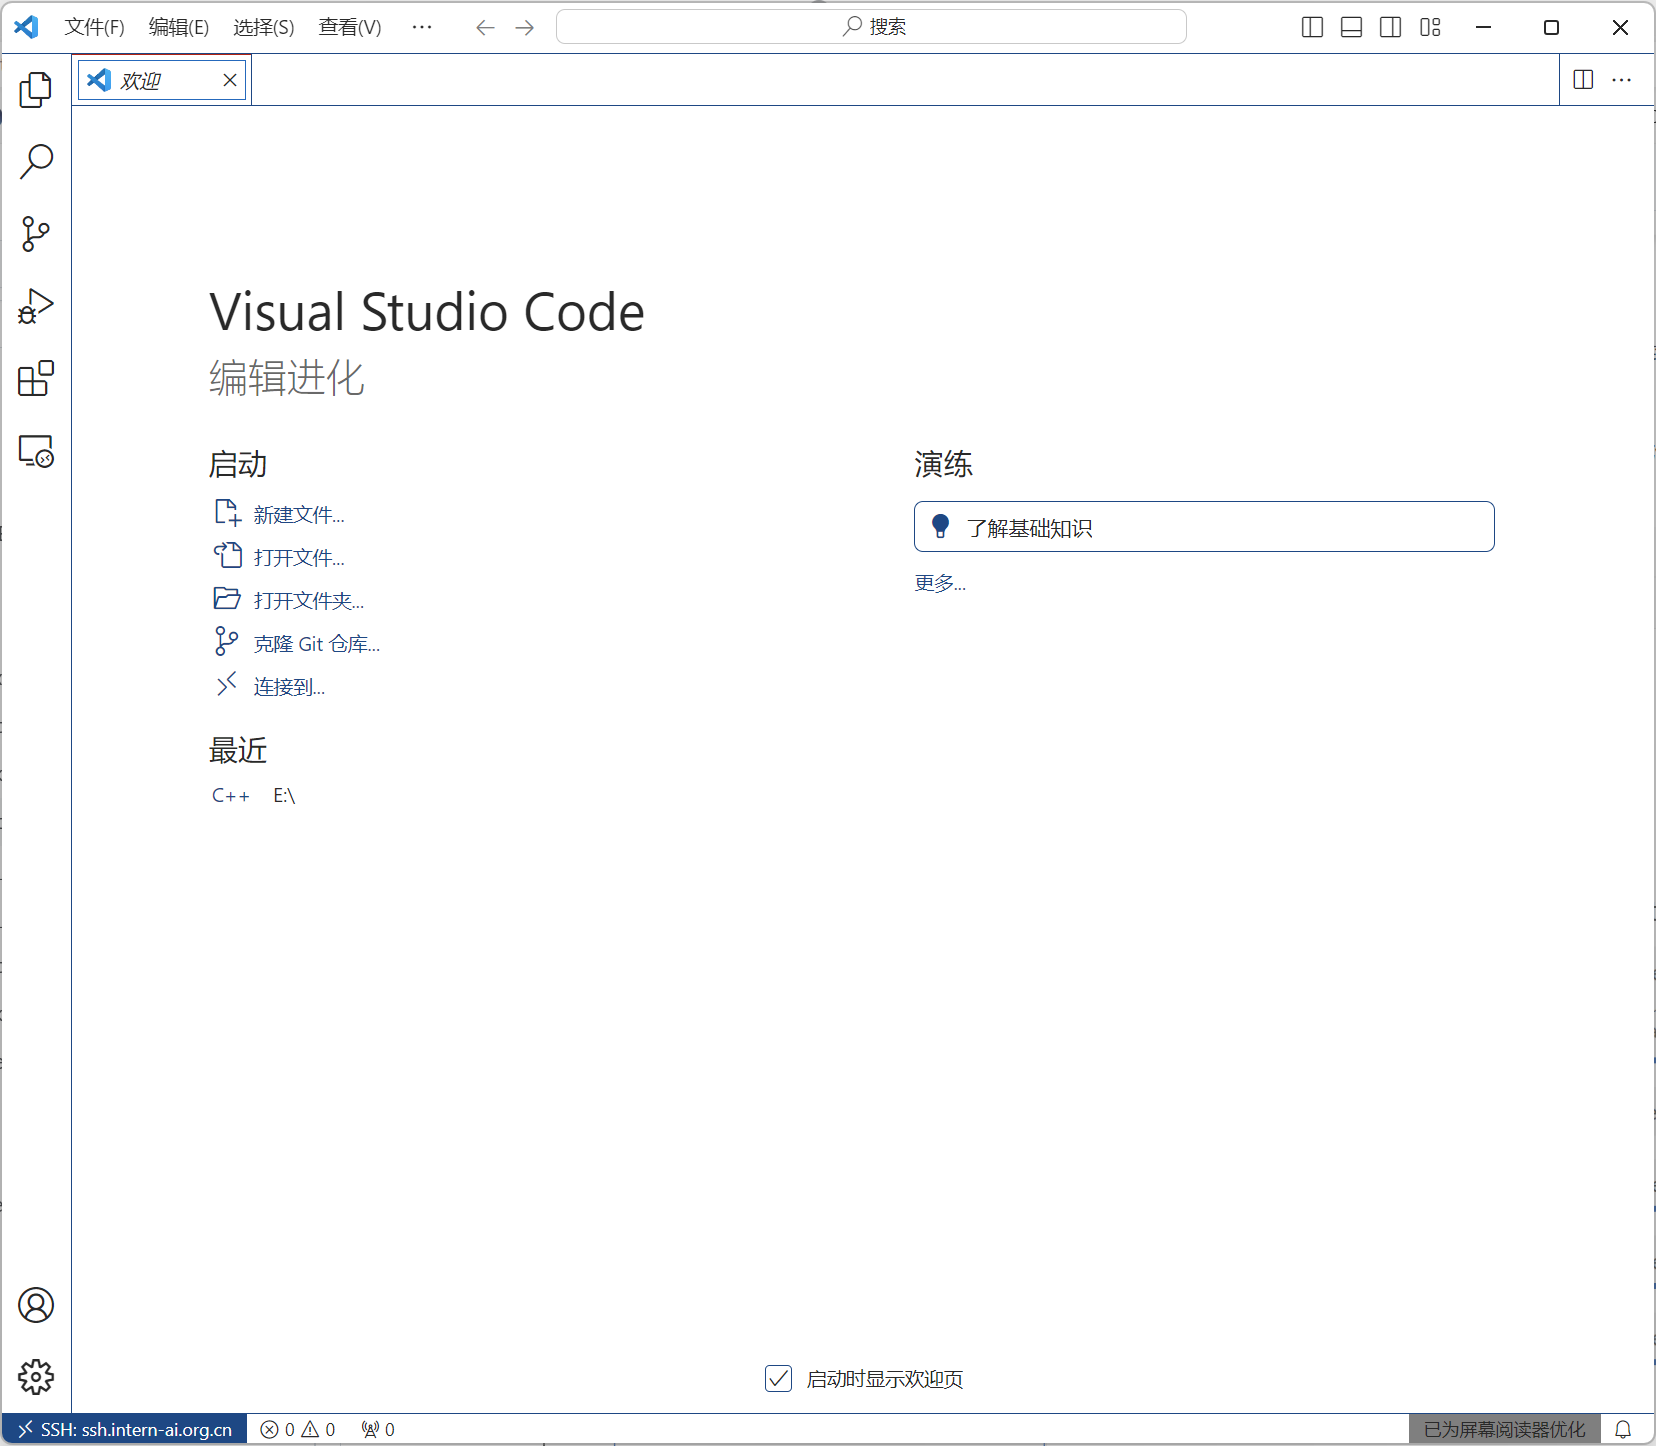 文件(F) 编辑(E) 选择(S) 查看(V) ··· 搜索
欢迎
Visual Studio Code
编辑进化
启动
新建文件...
打开文件...
打开文件夹...
克隆 Git 仓库...
连接到...
最近
C++ E:\
演练
了解基础知识
更多...
启动时显示欢迎页
SSH: ssh.intern-ai.org.cn 0 0 0 已为屏幕阅读器优化